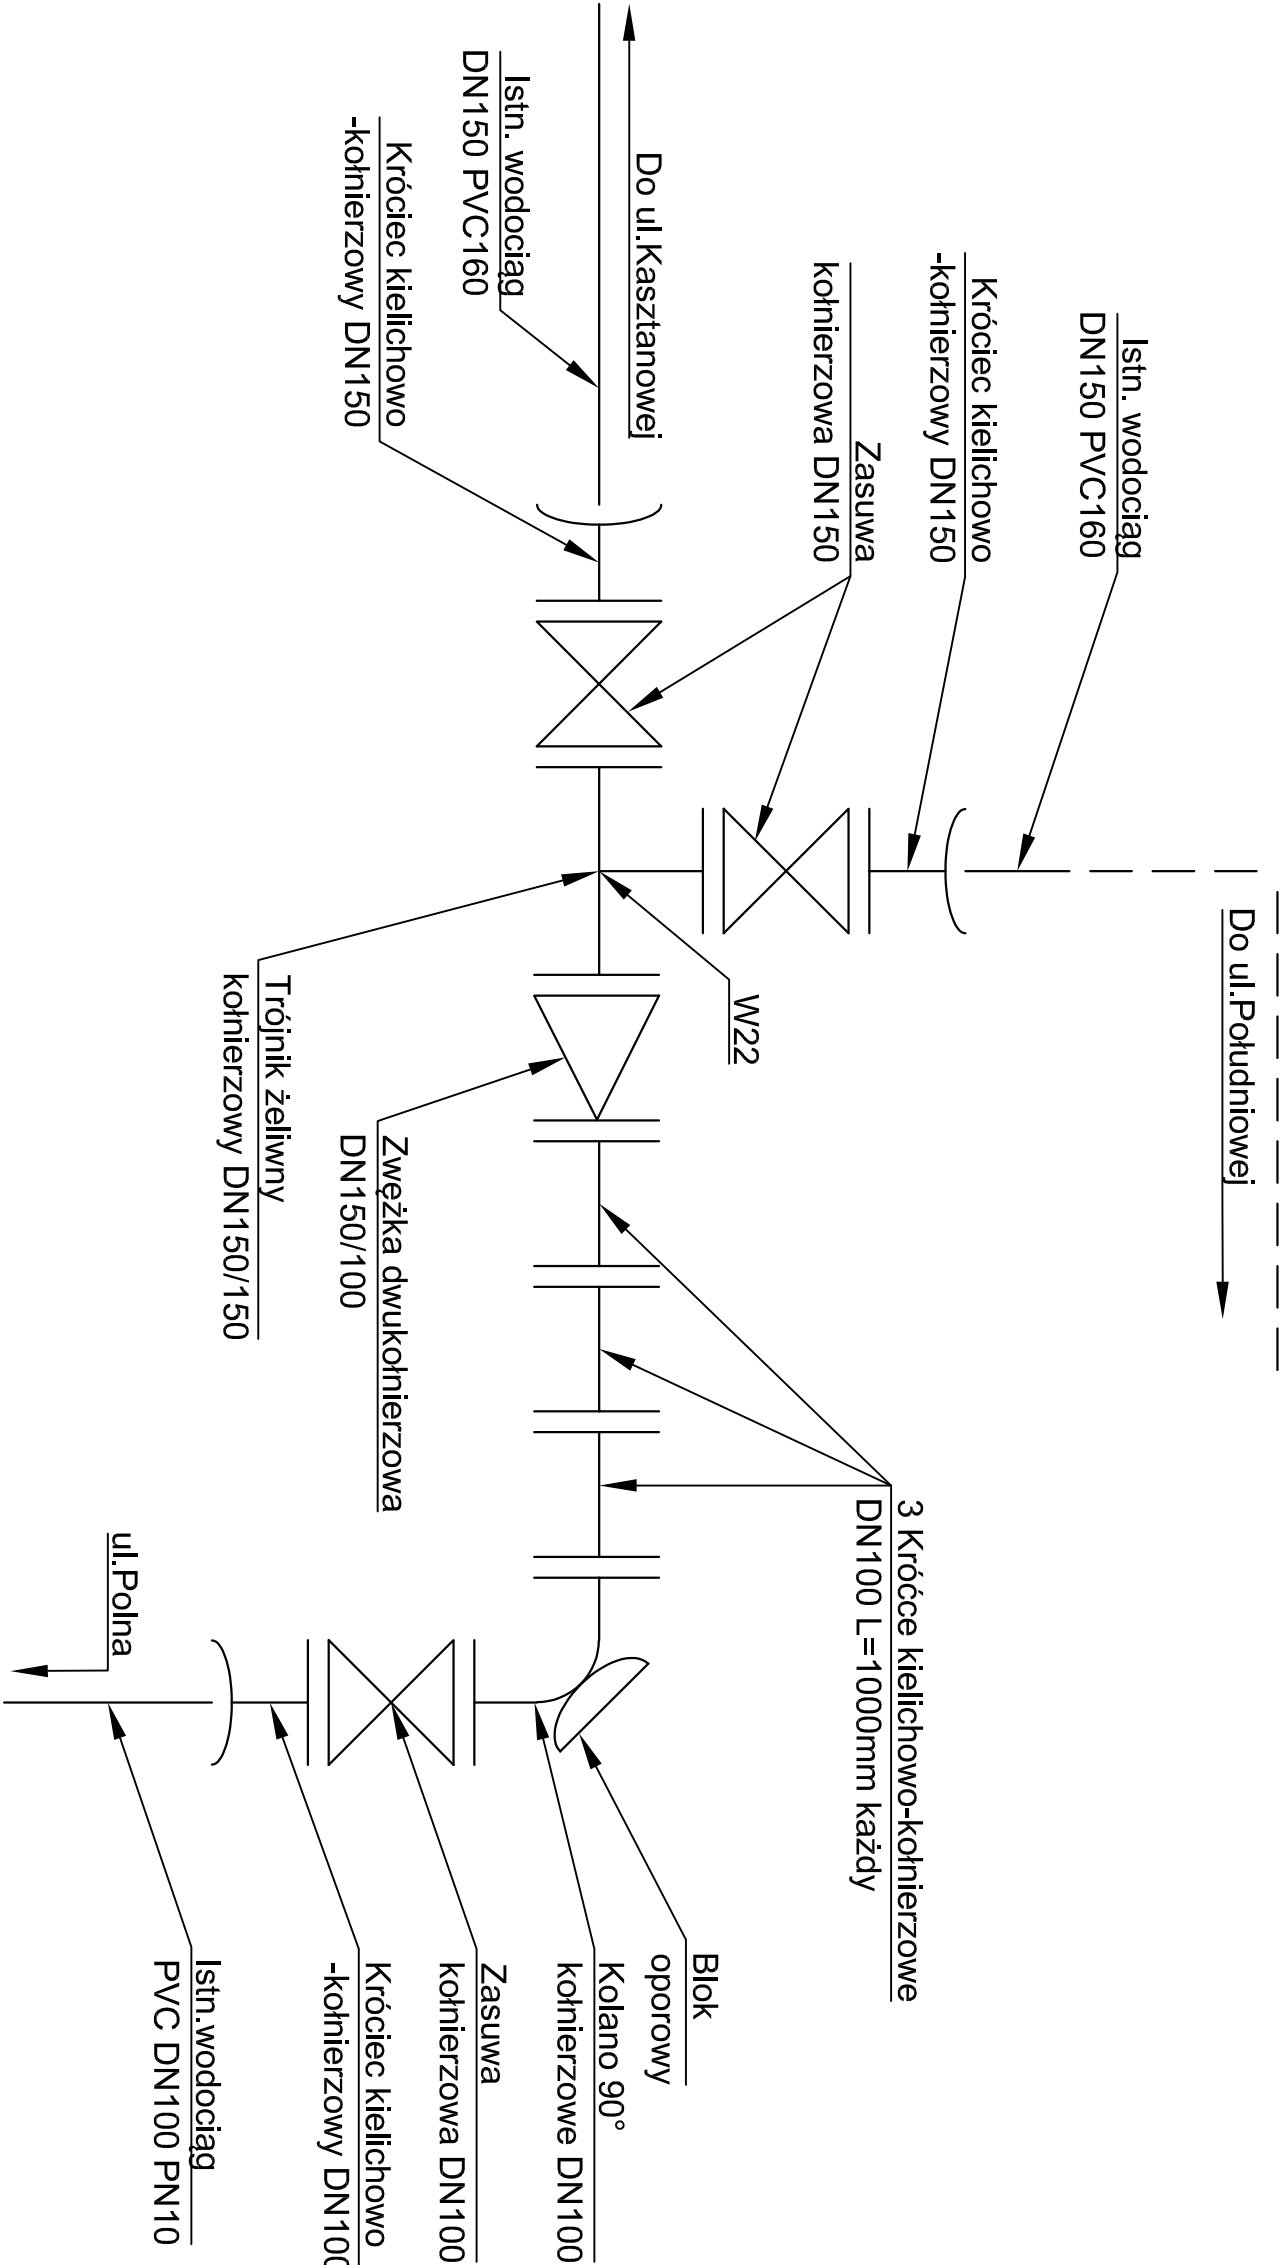 Do ul.Południowej
Istn. wodociąg
DN150 PVC160
Króciec kielichowo
-kołnierzowy DN150
Zasuwa
kołnierzowa DN150
3 Króćce kielichowo-kołnierzowe
DN100 L=1000mm każdy
W22
Blok
oporowy
Do ul.Kasztanowej
Istn. wodociąg
DN150 PVC160
Króciec kielichowo
-kołnierzowy DN150
Kolano 90°
kołnierzowe DN100
Zasuwa
kołnierzowa DN100
Zwężka dwukołnierzowa
DN150/100
Króciec kielichowo
-kołnierzowy DN100
Trójnik żeliwny
kołnierzowy DN150/150
Istn.wodociąg
PVC DN100 PN10
ul.Polna